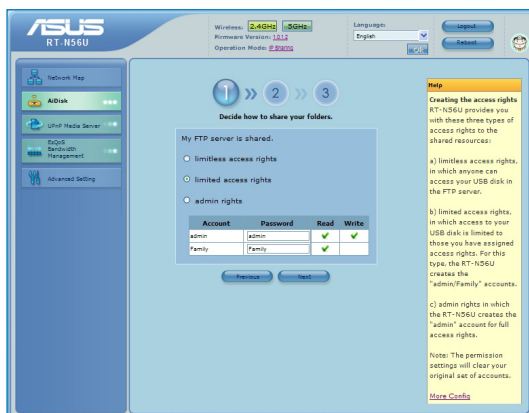 ASUS
RT-N56U
Wireless: 2.4GHz 5GHz
Firmware Version: 1.0.1.2
Operation Mode: IP Sharing
Language:
English
Logout
Reboot
Network Map
AiDisk
UPnP Media Server
EzQoS
Bandwidth
Management
Advanced Setting
1 » 2 » 3
Decide how to share your folders.
My FTP server is shared.
limitless access rights
limited access rights
admin rights
Account Password Read Write
admin admin
Family Family
Previous Next
Help
Creating the access rights
RT-N56U provides you
with these three types of
access rights to the
shared resources:
a) limitless access rights,
in which anyone can
access your USB disk in
the FTP server.
b) limited access rights,
in which access to your
USB disk is limited to
those you have assigned
access rights. For this
type, the RT-N56U
creates the
"admin/Family" accounts.
c) admin rights in which
the RT-N56U creates the
"admin" account for full
access rights.
Note: The permission
settings will clear your
original set of accounts.
More Config